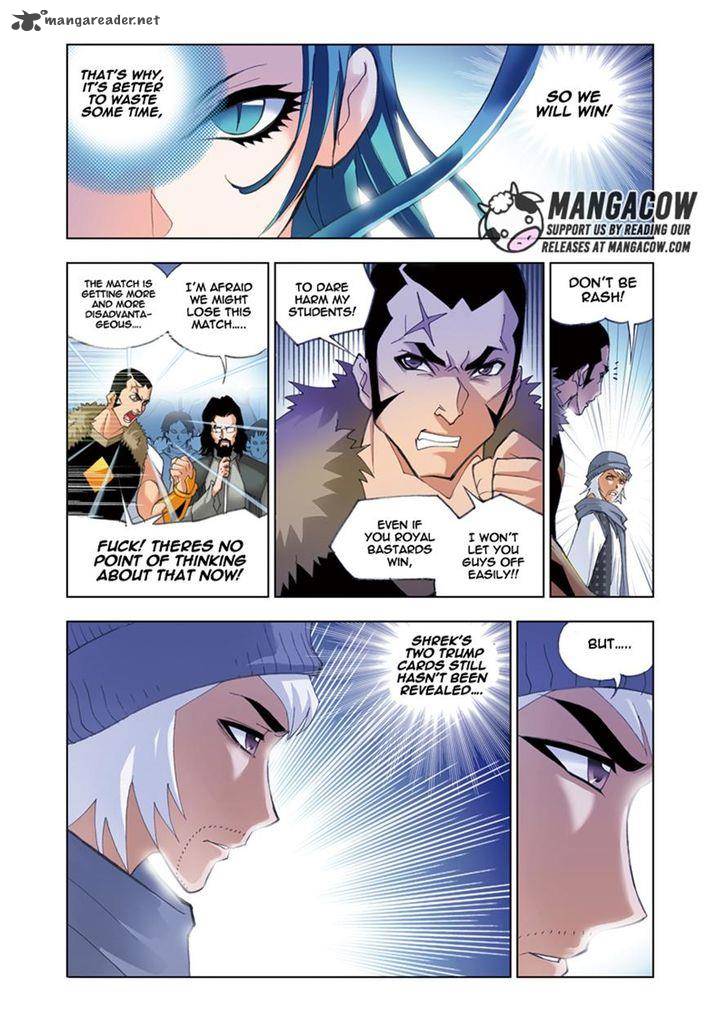 mangareader.net
THAT'S WHY,
IT'S BETTER
TO WASTE
SOME TIME,
SO WE
WILL WIN!
MANGACOW
SUPPORT US BY READING OUR
RELEASES AT MANGACOW.COM
THE MATCH IS
GETTING MORE
AND MORE
DISADVANTA-
GEOUS....
I'M AFRAID
WE MIGHT
LOSE THIS
MATCH.....
FUCK! THERES NO
POINT OF THINKING
ABOUT THAT NOW!
TO DARE
HARM MY
STUDENTS!
EVEN IF
YOU ROYAL
BASTARDS
WIN,
I WON'T
LET YOU
GUYS OFF
EASILY!!
DON'T BE
RASH!
SHREK'S
TWO TRUMP
CARDS STILL
HASN'T BEEN
REVEALED....
BUT.....